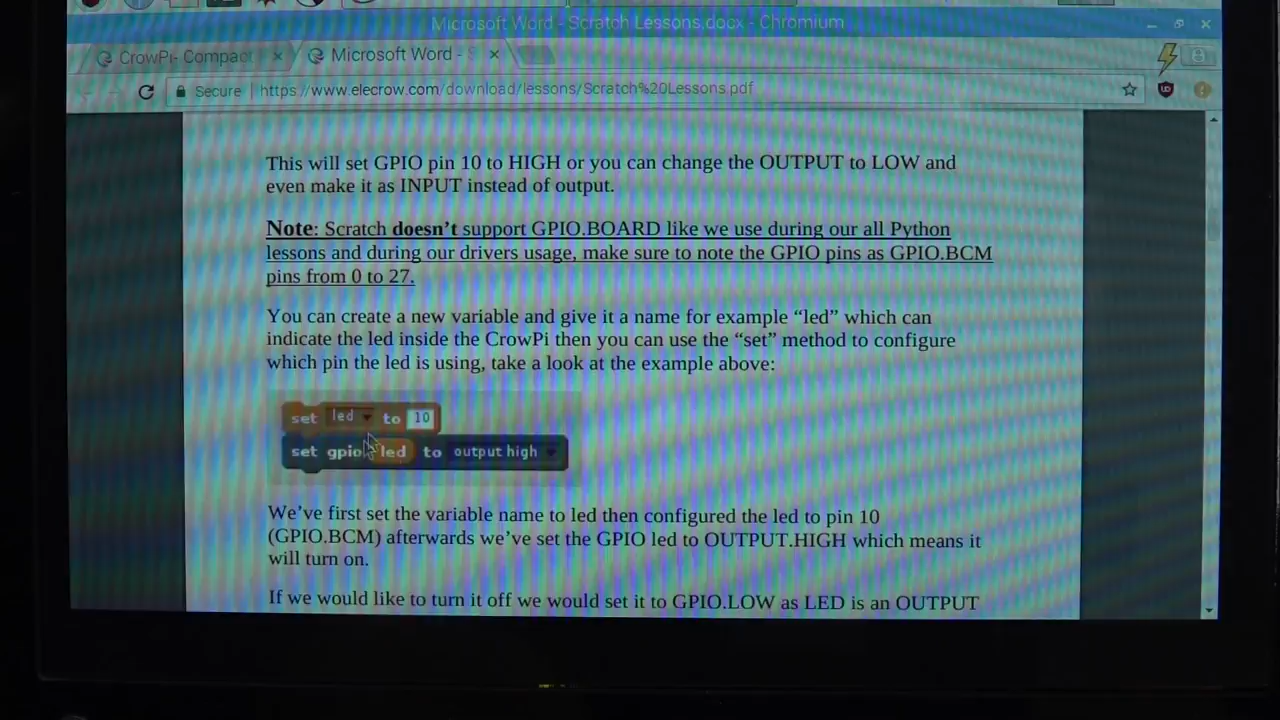 Microsoft Word - Scratch Lessons.docx - Chromium
CrowPi- Compact
Microsoft Word - S
Secure
https://www.elecrow.com/download/lessons/Scratch%20Lessons.pdf
This will set GPIO pin 10 to HIGH or you can change the OUTPUT to LOW and
even make it as INPUT instead of output.
Note: Scratch doesn't support GPIO.BOARD like we use during our all Python
lessons and during our drivers usage, make sure to note the GPIO pins as GPIO.BCM
pins from 0 to 27.
You can create a new variable and give it a name for example “led” which can
indicate the led inside the CrowPi then you can use the “set” method to configure
which pin the led is using, take a look at the example above:
set led to 10
set gpio led to output high
We've first set the variable name to led then configured the led to pin 10
(GPIO.BCM) afterwards we've set the GPIO led to OUTPUT.HIGH which means it
will turn on.
If we would like to turn it off we would set it to GPIO.LOW as LED is an OUTPUT